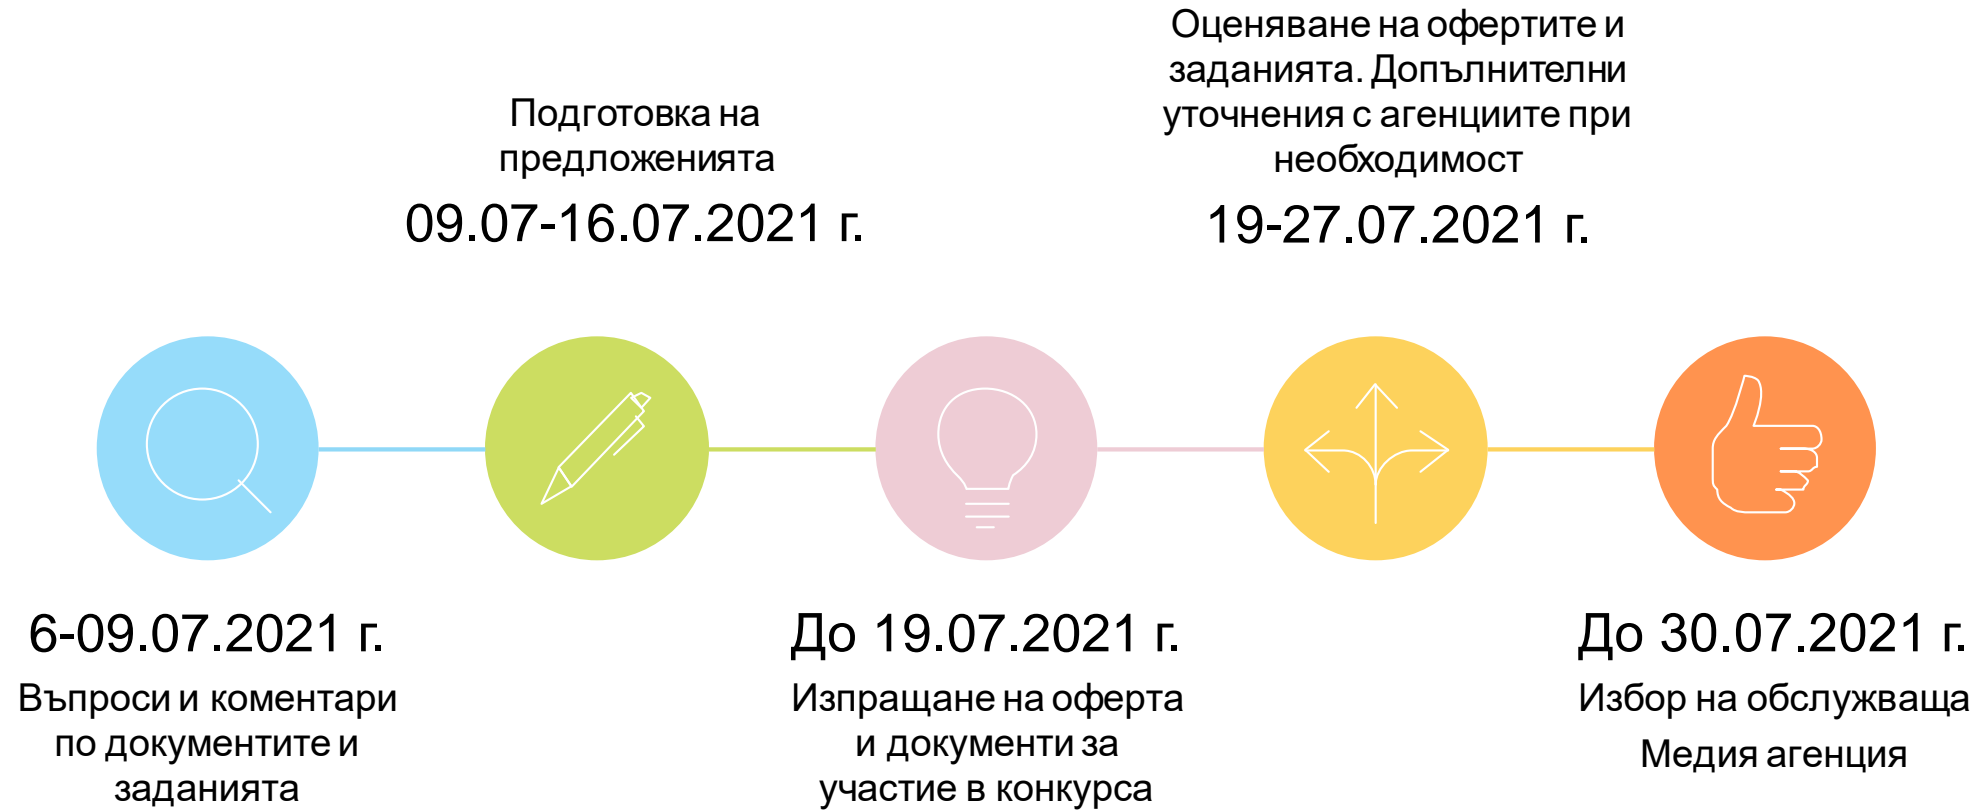 Оценяване на офертите и
заданията. Допълнителни
уточнения с агенциите при
необходимост
19-27.07.2021 г.
Подготовка на
предложенията
09.07-16.07.2021 г.
6-09.07.2021 г.
Въпроси и коментари
по документите и
заданията
До 19.07.2021 г.
Изпращане на оферта
и документи за
участие в конкурса
До 30.07.2021 г.
Избор на обслужваща
Медия агенция